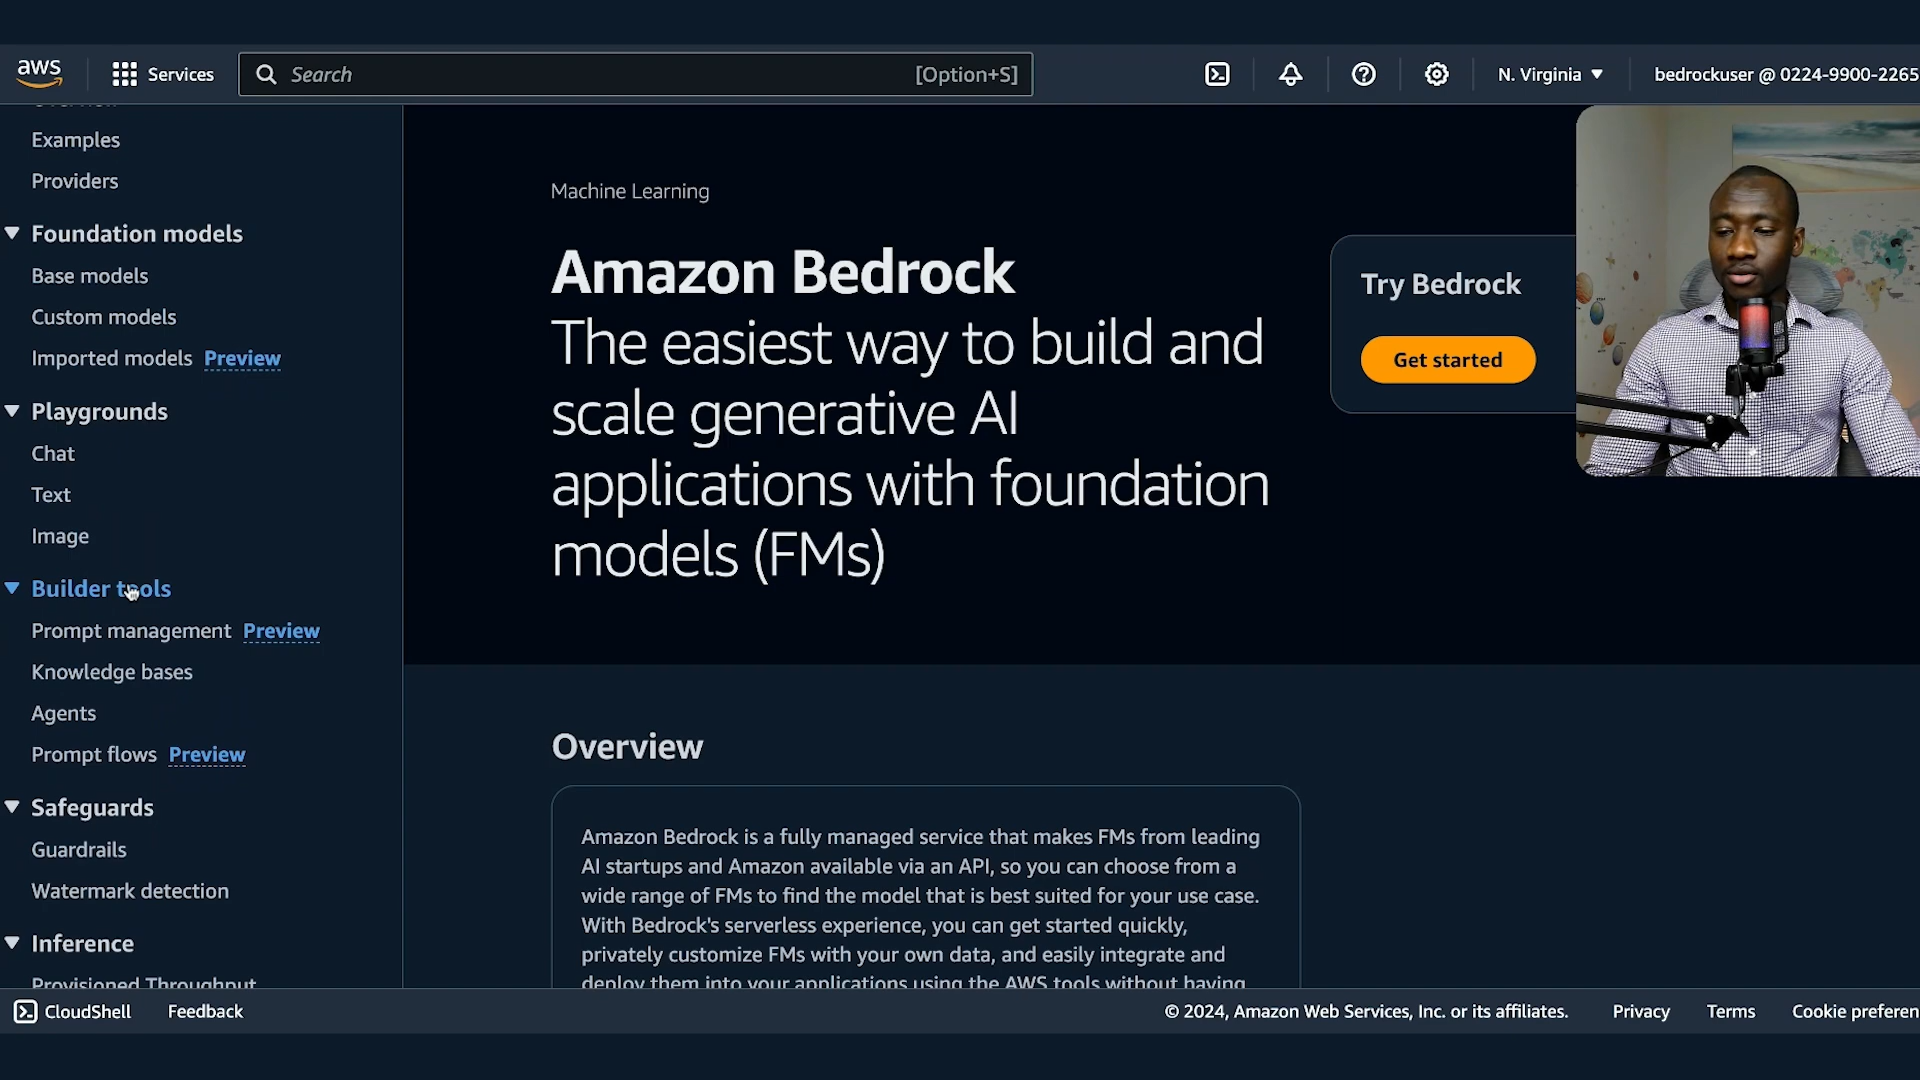 aws
Services
Search
[Option+S]
N. Virginia
bedrockuser @ 0224-9900-2265
Examples
Providers
Foundation models
Base models
Custom models
Imported models Preview
Playgrounds
Chat
Text
Image
Builder tools
Prompt management Preview
Knowledge bases
Agents
Prompt flows Preview
Safeguards
Guardrails
Watermark detection
Inference
Provisioned Throughput
Machine Learning
Amazon Bedrock
The easiest way to build and
scale generative AI
applications with foundation
models (FMs)
Try Bedrock
Get started
Overview
Amazon Bedrock is a fully managed service that makes FMs from leading
AI startups and Amazon available via an API, so you can choose from a
wide range of FMs to find the model that is best suited for your use case.
With Bedrock's serverless experience, you can get started quickly,
privately customize FMs with your own data, and easily integrate and
deploy them into your applications using the AWS tools without having
CloudShell
Feedback
© 2024, Amazon Web Services, Inc. or its affiliates.
Privacy
Terms
Cookie preferen